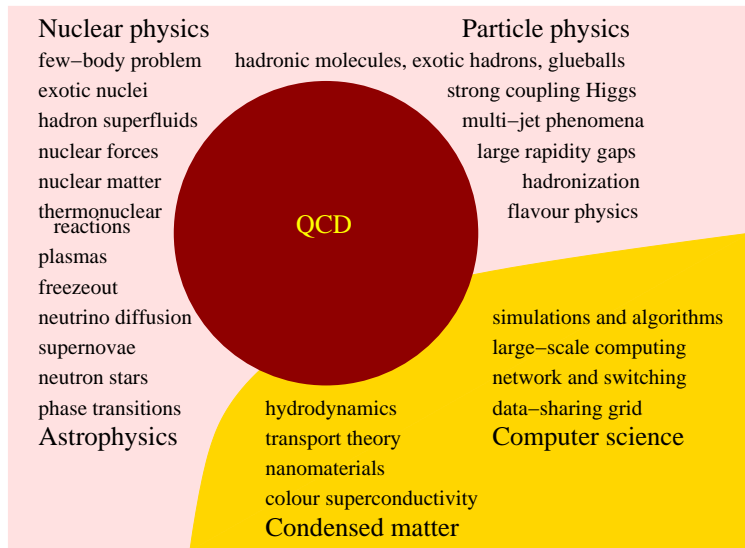 Nuclear physics
few−body problem
exotic nuclei
hadron superfluids
nuclear forces
nuclear matter
thermonuclear
reactions
plasmas
freezeout
neutrino diffusion
supernovae
neutron stars
phase transitions
Astrophysics
Particle physics
hadronic molecules, exotic hadrons, glueballs
strong coupling Higgs
multi−jet phenomena
large rapidity gaps
hadronization
flavour physics
QCD
hydrodynamics
transport theory
nanomaterials
colour superconductivity
Condensed matter
simulations and algorithms
large−scale computing
network and switching
data−sharing grid
Computer science